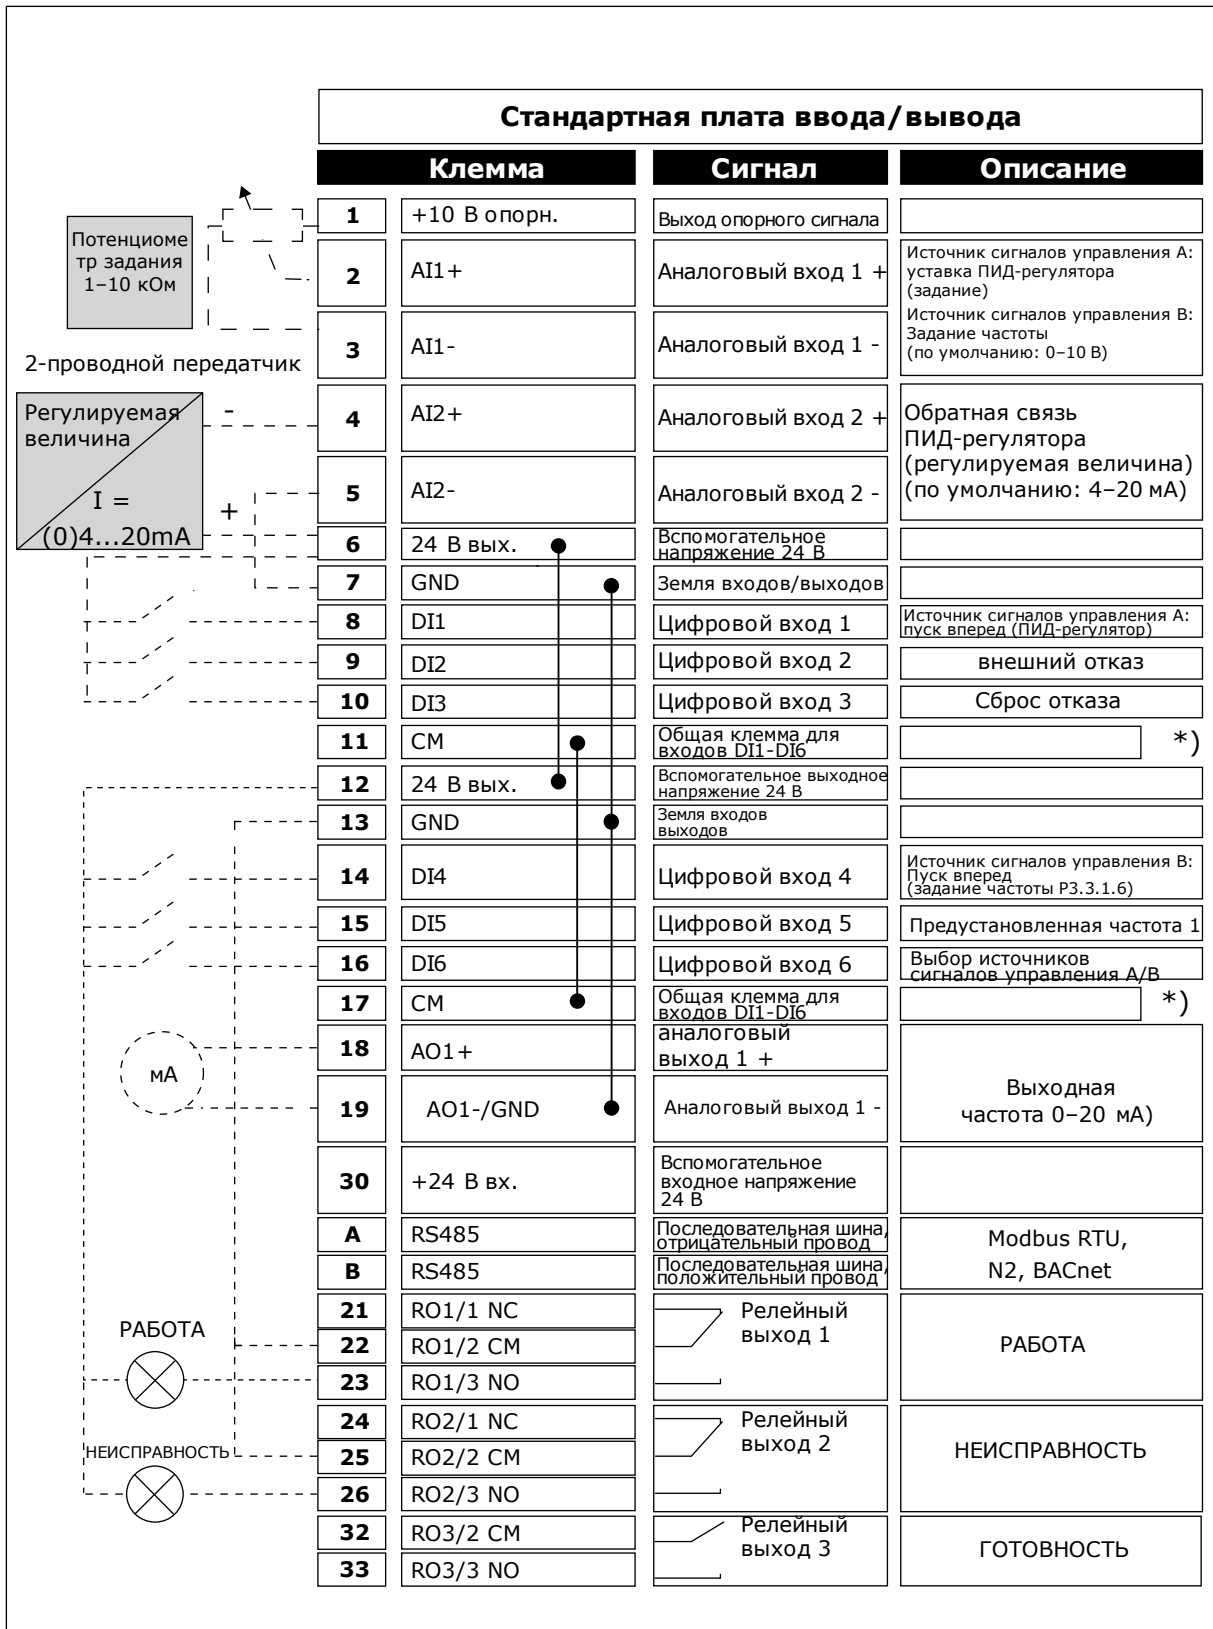 Стандартная плата ввода/вывода
Клемма
Сигнал
Описание
Потенциоме
тр задания
1–10 кОм
1
+10 В опорн.
Выход опорного сигнала
2
AI1+
Аналоговый вход 1 +
Источник сигналов управления A:
уставка ПИД-регулятора
(задание)
Источник сигналов управления B:
Задание частоты
(по умолчанию: 0–10 В)
3
AI1-
Аналоговый вход 1 -
2-проводной передатчик
Регулируемая
величина
I =
(0)4...20mA
-
+
4
AI2+
Аналоговый вход 2 +
Обратная связь
ПИД-регулятора
(регулируемая величина)
(по умолчанию: 4–20 мА)
5
AI2-
Аналоговый вход 2 -
6
24 В вых.
Вспомогательное
напряжение 24 В
7
GND
Земля входов/выходов
8
DI1
Цифровой вход 1
Источник сигналов управления A:
пуск вперед (ПИД-регулятор)
9
DI2
Цифровой вход 2
внешний отказ
10
DI3
Цифровой вход 3
Сброс отказа
11
CM
Общая клемма для
входов DI1-DI6
*)
12
24 В вых.
Вспомогательное выходное
напряжение 24 В
13
GND
Земля входов
выходов
14
DI4
Цифровой вход 4
Источник сигналов управления B:
Пуск вперед
(задание частоты P3.3.1.6)
15
DI5
Цифровой вход 5
Предустановленная частота 1
16
DI6
Цифровой вход 6
Выбор источников
сигналов управления A/B
17
CM
Общая клемма для
входов DI1-DI6
*)
мА
18
AO1+
аналоговый
выход 1 +
Выходная
частота 0–20 мА)
19
AO1-/GND
Аналоговый выход 1 -
30
+24 В вх.
Вспомогательное
входное напряжение
24 В
A
RS485
Последовательная шина,
отрицательный провод
Modbus RTU,
N2, BACnet
B
RS485
Последовательная шина,
положительный провод
РАБОТА
21
RO1/1 NC
Релейный
выход 1
РАБОТА
22
RO1/2 CM
23
RO1/3 NO
НЕИСПРАВНОСТЬ
24
RO2/1 NC
Релейный
выход 2
НЕИСПРАВНОСТЬ
25
RO2/2 CM
26
RO2/3 NO
32
RO3/2 CM
Релейный
выход 3
ГОТОВНОСТЬ
33
RO3/3 NO